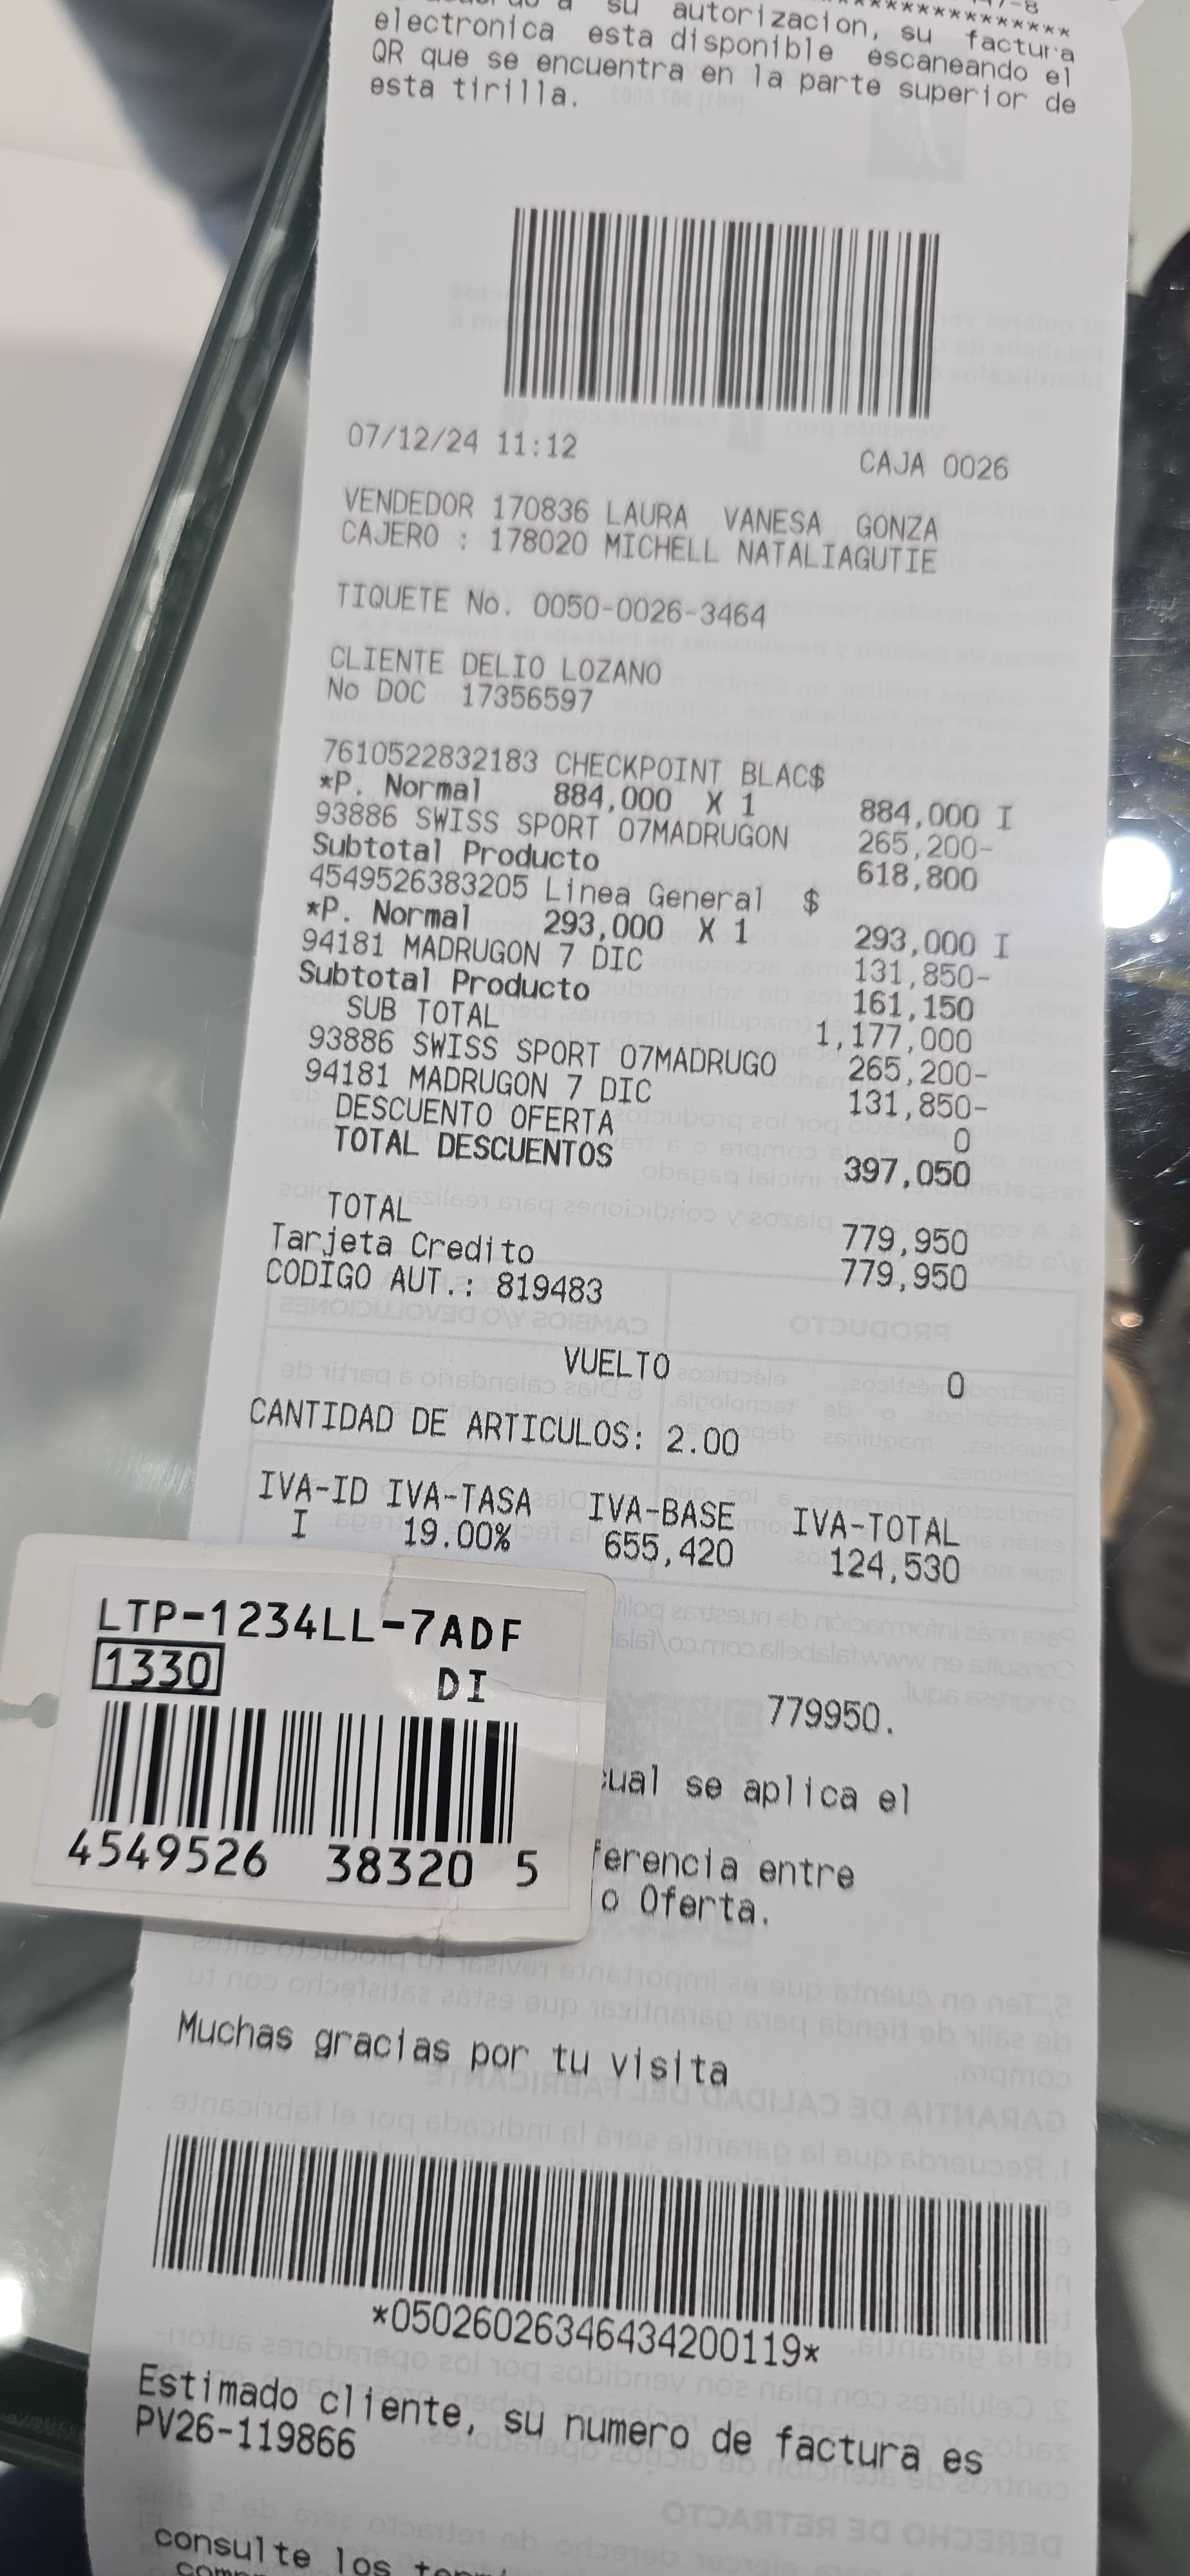 su autorizacion, su factura
electronica esta disponible escaneando el
QR que se encuentra en la parte superior de
esta tirilla.
07/12/24 11:12 CAJA 0026
VENDEDOR 170836 LAURA VANESA GONZA
CAJERO : 178020 MICHELL NATALIAGUTIE
TIQUETE No. 0050-0026-3464
CLIENTE DELIO LOZANO
No DOC 17356597
7610522832183 CHECKPOINT BLAC$
*P. Normal 884,000 X 1 884,000 I
93886 SWISS SPORT 07MADRUGON 265,200-
Subtotal Producto 618,800
4549526383205 Linea General $
*P. Normal 293,000 X 1 293,000 I
94181 MADRUGON 7 DIC 131,850-
Subtotal Producto 161,150
SUB TOTAL 1,177,000
93886 SWISS SPORT 07MADRUGO 265,200-
94181 MADRUGON 7 DIC 131,850-
DESCUENTO OFERTA 0
TOTAL DESCUENTOS 397,050
TOTAL 779,950
Tarjeta Credito 779,950
CODIGO AUT.: 819483
VUELTO 0
CANTIDAD DE ARTICULOS: 2.00
IVA-ID IVA-TASA IVA-BASE IVA-TOTAL
I 19.00% 655,420 124,530
LTP-1234LL-7ADF
1330 DI
4549526 38320 5
779950.
se aplica el
entre
o Oferta.
Muchas gracias por tu visita
*050260263464342001​19*
Estimado cliente, su numero de factura es
PV26-119866
consulte los